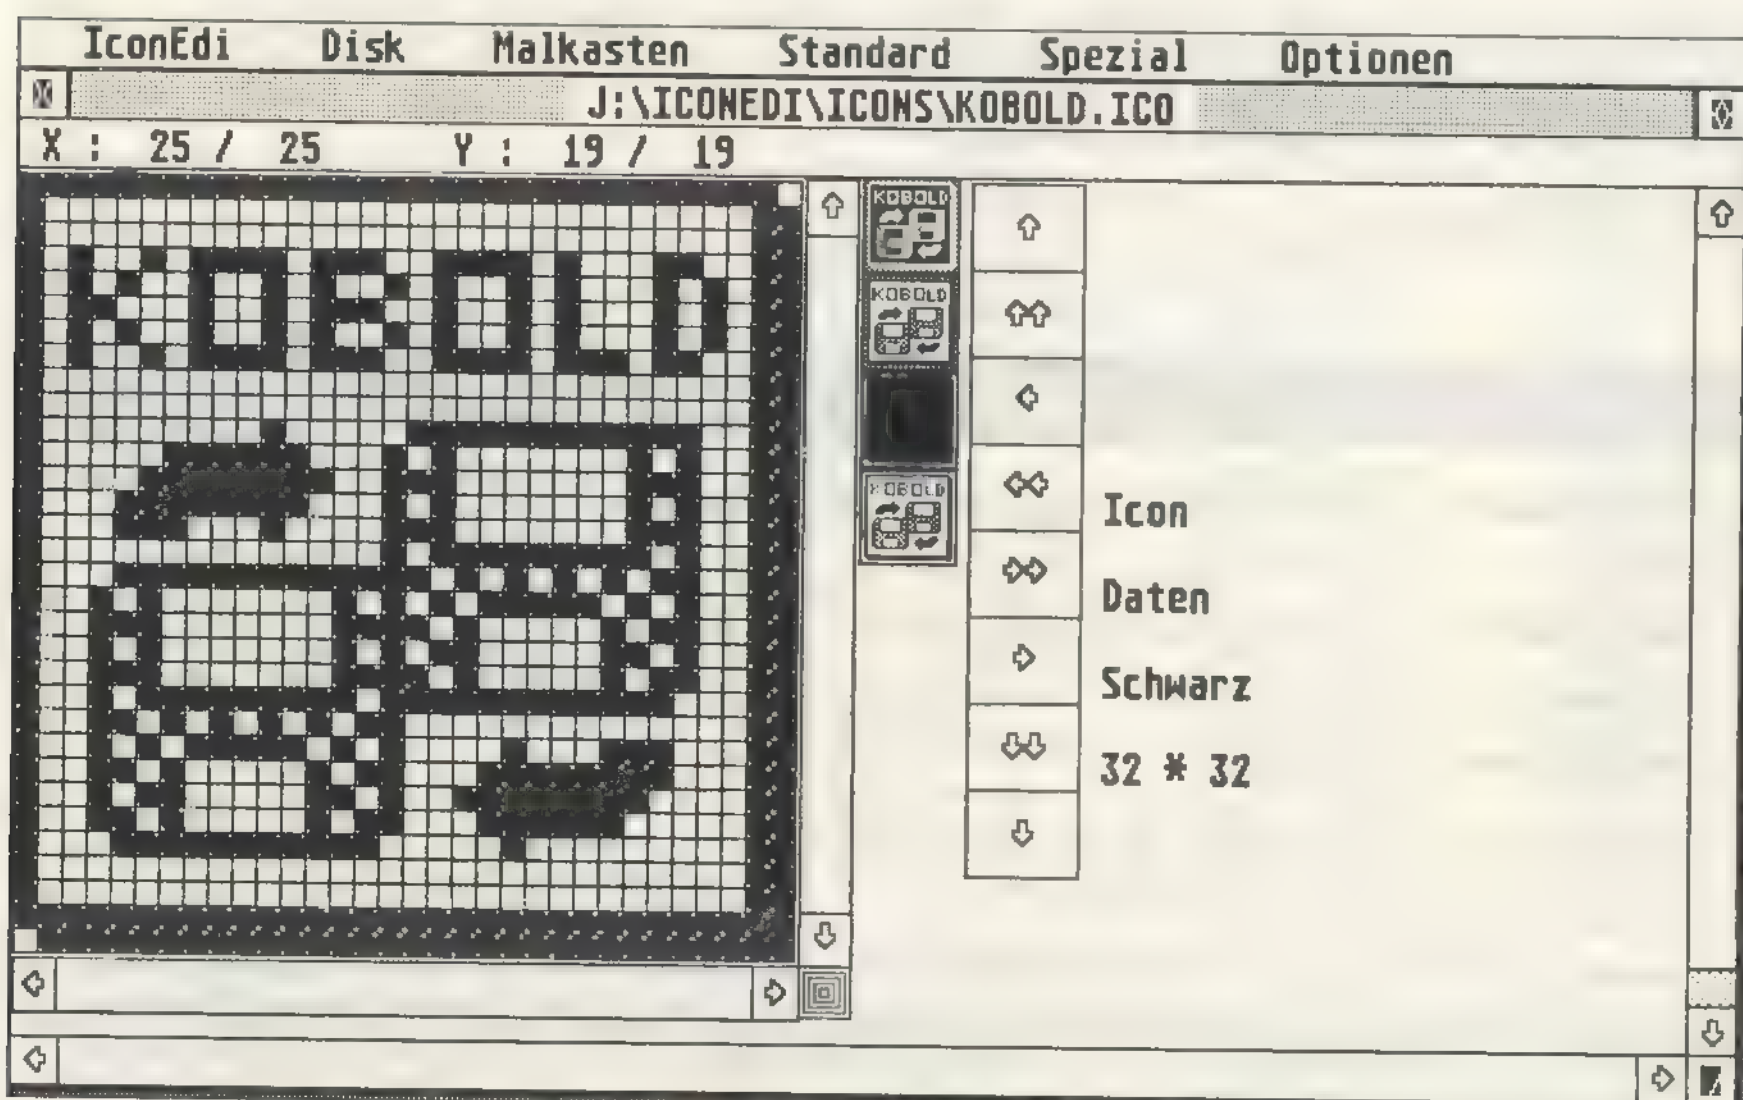 IconEdi Disk Malkasten Standard Spezial Optionen
J:\ICONEDI\ICONS\KOBOLD.ICO
X : 25 / 25 Y : 19 / 19
KOBOLD
KOBOLD
KOBOLD
KOBOLD
Icon
Daten
Schwarz
32 * 32